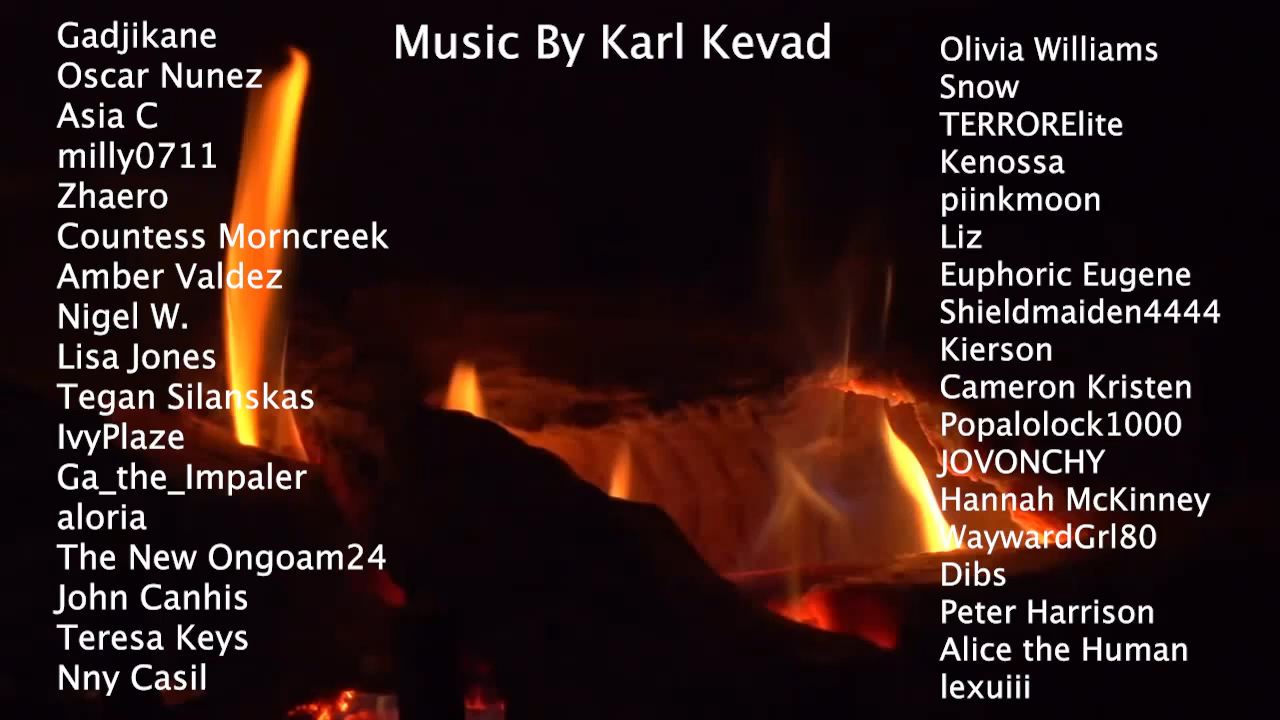 Gadjikane
Oscar Nunez
Asia C
milly0711
Zhaero
Countess Morncreek
Amber Valdez
Nigel W.
Lisa Jones
Tegan Silanskas
IvyPlaze
Ga_the_Impaler
aloria
The New Ongoam24
John Canhis
Teresa Keys
Nny Casil
Music By Karl Kevad
Olivia Williams
Snow
TERRORElite
Kenossa
piinkmoon
Liz
Euphoric Eugene
Shieldmaiden4444
Kierson
Cameron Kristen
Popalolock1000
JOVONCHY
Hannah McKinney
WaywardGrl80
Dibs
Peter Harrison
Alice the Human
lexuiii